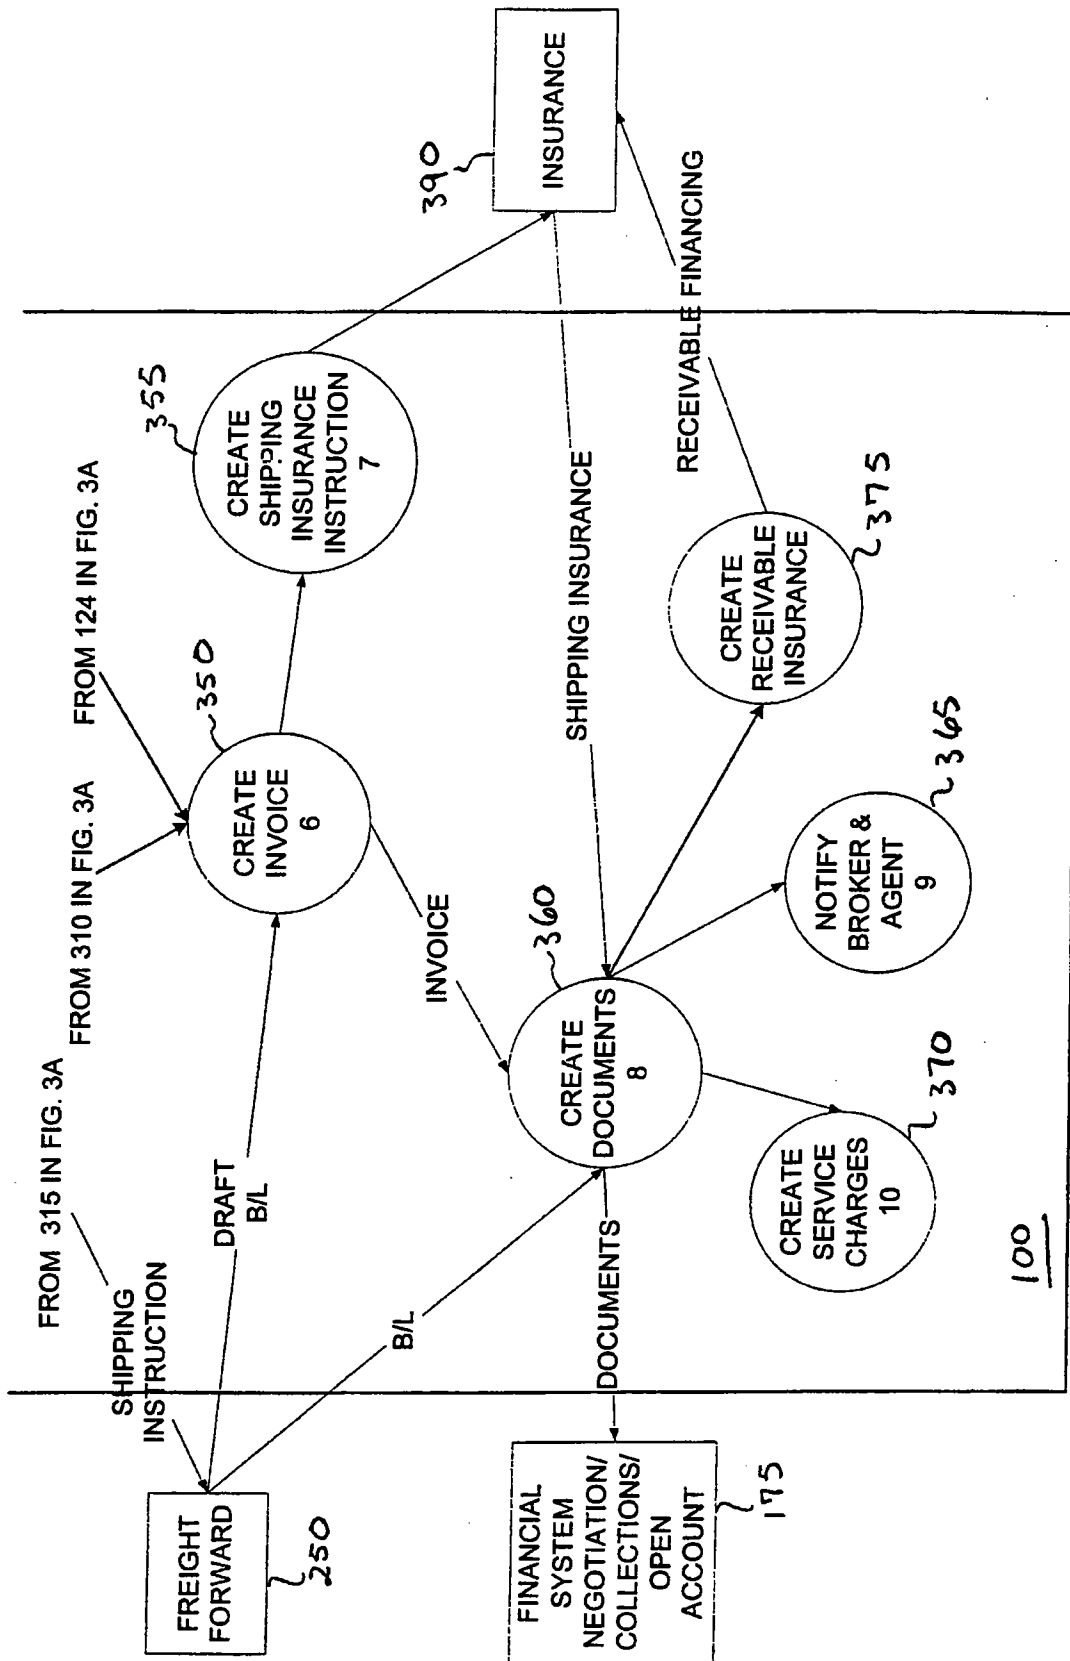 FROM 315 IN FIG. 3A
FROM 310 IN FIG. 3A
FROM 124 IN FIG. 3A
SHIPPING
INSTRUCTION
FREIGHT
FORWARD
250
DRAFT
B/L
B/L
CREATE
INVOICE
6
350
CREATE
SHIPPING
INSURANCE
INSTRUCTION
7
355
390
INSURANCE
INVOICE
SHIPPING INSURANCE
RECEIVABLE FINANCING
CREATE
DOCUMENTS
8
360
DOCUMENTS
FINANCIAL
SYSTEM
NEGOTIATION/
COLLECTIONS/
OPEN
ACCOUNT
175
CREATE
SERVICE
CHARGES
10
370
NOTIFY
BROKER &
AGENT
9
365
CREATE
RECEIVABLE
INSURANCE
375
100